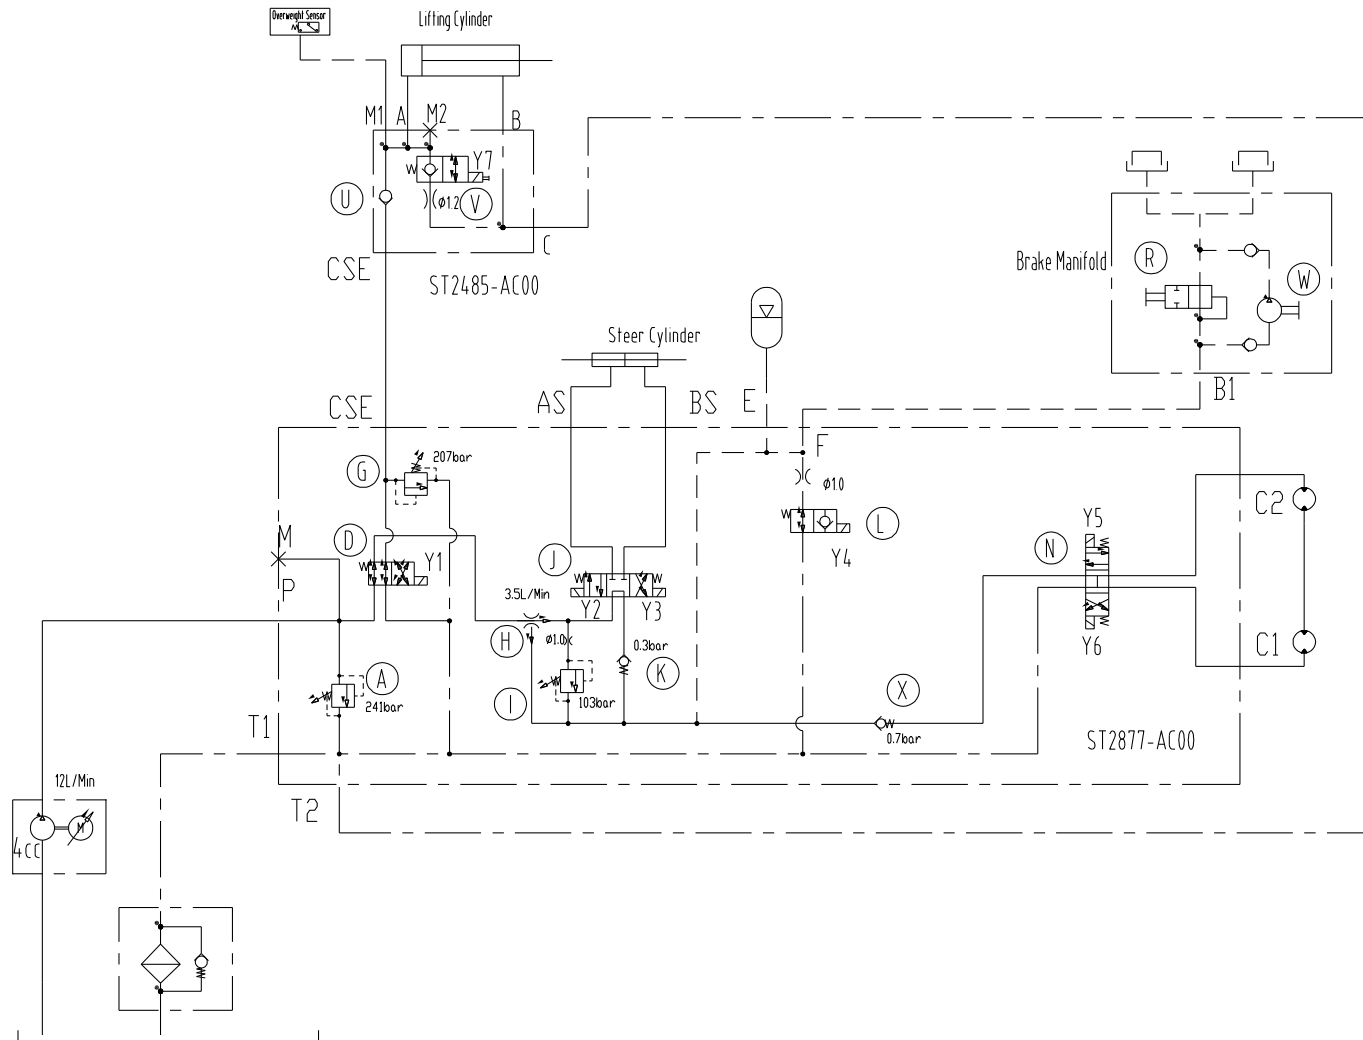 Overweight Sensor
Lifting Cylinder
M1
A
M2
B
Y7
U
ø1.2
V
C
CSE
ST2485-AC00
Brake Manifold
R
W
B1
Steer Cylinder
CSE
AS
BS
E
F
G
207bar
ø1.0
L
Y4
C2
M
D
Y1
J
Y5
N
P
3.5L/Min
Y2
Y3
Y6
C1
H
ø1.0
0.3bar
K
A
241bar
I
103bar
X
0.7bar
T1
ST2877-AC00
12L/Min
T2
M
4cc